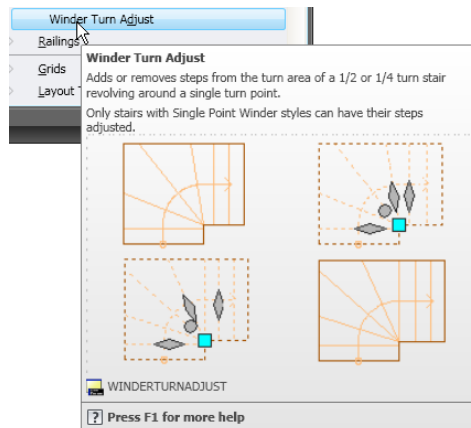 Winder Turn Adjust
Railings
Grids
Layout
Winder Turn Adjust
Adds or removes steps from the turn area of a 1/2 or 1/4 turn stair
revolving around a single turn point.
Only stairs with Single Point Winder styles can have their steps
adjusted.
WINDERTURNADJUST
? Press F1 for more help